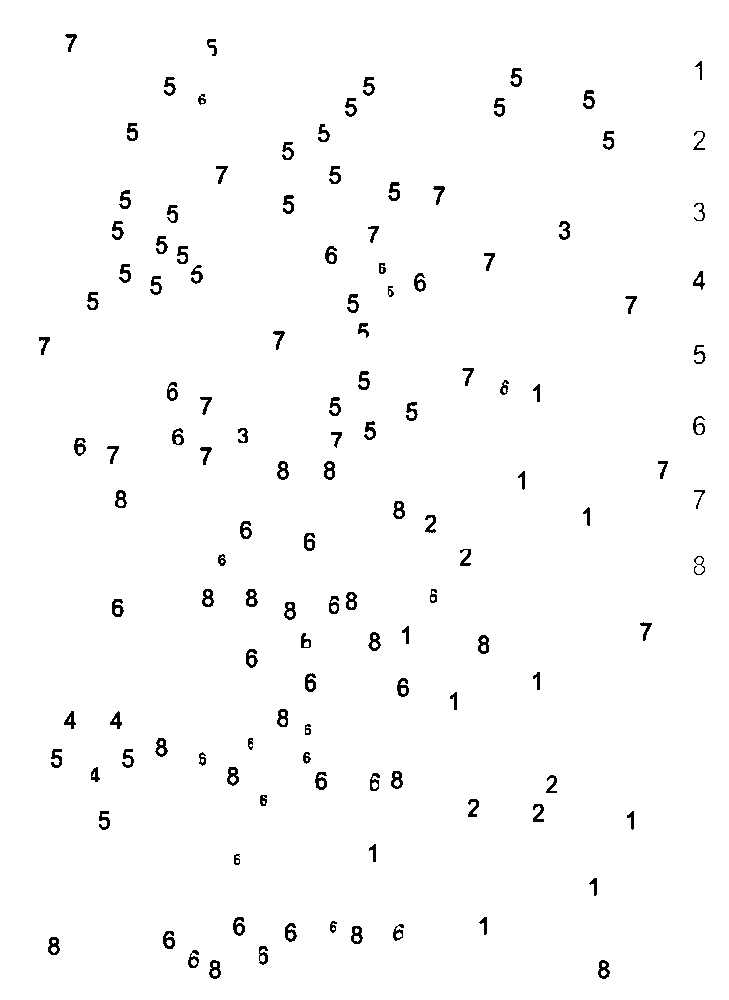 7 5
1
5 5 5
6 5 5 5
5 5 2
5 5
7 5
5 5 5 7
5 3
5 7 3
5 5 6 7
5 6
5 5 5 6 4
5 5
5 7
5
7 7 5
5 7
6 5 6 1
7 5 5
6 3 5 6
6 7 7
7 8 8 1 7
8 7
8 2 1
6 6 2
6 8
8 8 6 8 6
6 8
6 8 1 8 7
6
6 6 1
1
4 4 8
6
8 6
5 5 6 6
4 8 6 6 8 2
6 2 2
5 1
6 1
1
6 6 1
8 6 6 8 6
6 6
8 8